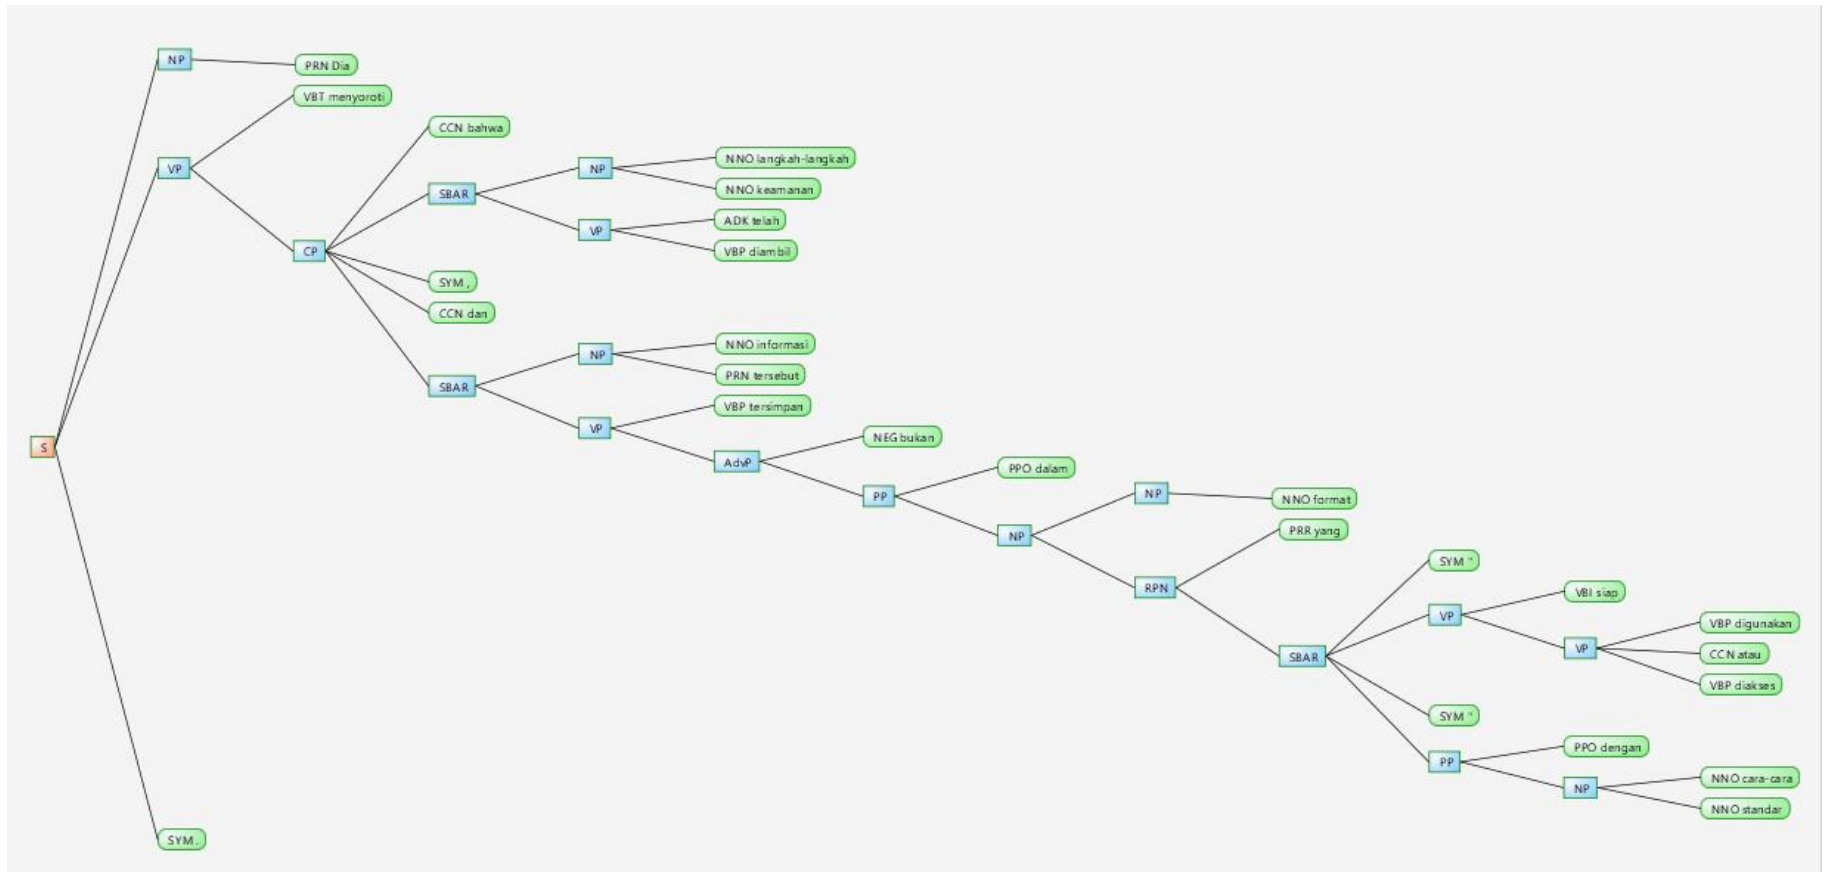 NP
PRN Dia
VBT menyoroti
CCN bahwa
NNO langkah-langkah
VP
NP
NNO keamanan
SBAR
ADK telah
VP
CP
VBP diambil
SYM ,
CCN dan
NNO informasi
NP
PRN tersebut
SBAR
VBP tersimpan
VP
NEG bukan
S
AdvP
PPO dalam
PP
NP
NNO format
PRR yang
NP
SYM "
RPN
VBI siap
VP
VBP digunakan
VP
CCN atau
SBAR
VBP diakses
SYM "
PPO dengan
PP
NNO cara-cara
NP
NNO standar
SYM .